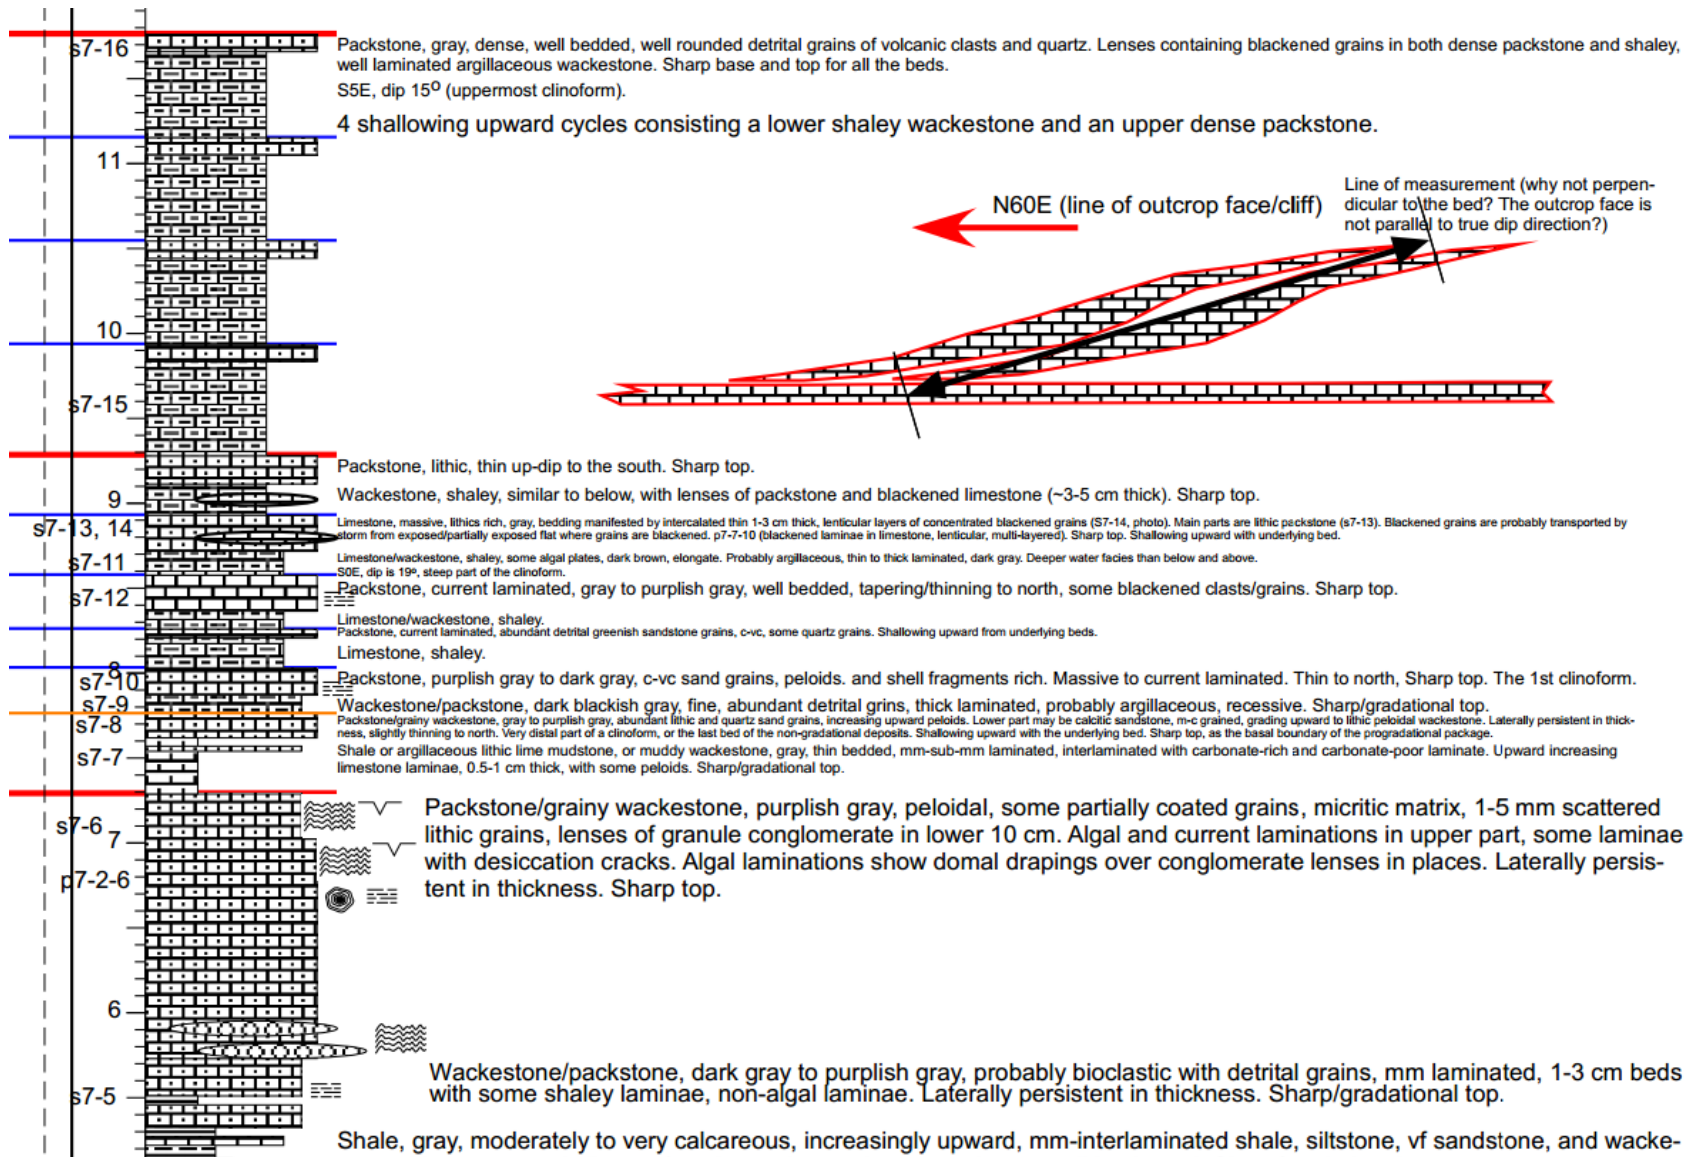 s7-16
Packstone, gray, dense, well bedded, well rounded detrital grains of volcanic clasts and quartz. Lenses containing blackened grains in both dense packstone and shaley,
well laminated argillaceous wackestone. Sharp base and top for all the beds.
S5E, dip 15º (uppermost clinoform).
4 shallowing upward cycles consisting a lower shaley wackestone and an upper dense packstone.
11
N60E (line of outcrop face/cliff)
Line of measurement (why not perpen-
dicular to the bed? The outcrop face is
not parallel to true dip direction?)
10
s7-15
Packstone, lithic, thin up-dip to the south. Sharp top.
9
Wackestone, shaley, similar to below, with lenses of packstone and blackened limestone (~3-5 cm thick). Sharp top.
s7-13, 14
Limestone, massive, lithics rich, gray, bedding manifested by intercalated thin 1-3 cm thick, lenticular layers of concentrated blackened grains (S7-14, photo). Main parts are lithic packstone (s7-13). Blackened grains are probably transported by
storm from exposed/partially exposed flat where grains are blackened. p7-7-10 (blackened laminae in limestone, lenticular, multi-layered). Sharp top. Shallowing upward with underlying bed.
s7-11
Limestone/wackestone, shaley, some algal plates, dark brown, elongate. Probably argillaceous, thin to thick laminated, dark gray. Deeper water facies than below and above.
S0E, dip is 19º, steep part of the clinoform.
s7-12
Packstone, current laminated, gray to purplish gray, well bedded, tapering/thinning to north, some blackened clasts/grains. Sharp top.
Limestone/wackestone, shaley.
Packstone, current laminated, abundant detrital greenish sandstone grains, c-vc, some quartz grains. Shallowing upward from underlying beds.
Limestone, shaley.
8
s7-10
Packstone, purplish gray to dark gray, c-vc sand grains, peloids. and shell fragments rich. Massive to current laminated. Thin to north, Sharp top. The 1st clinoform.
s7-9
Wackestone/packstone, dark blackish gray, fine, abundant detrital grins, thick laminated, probably argillaceous, recessive. Sharp/gradational top.
s7-8
Packstone/grainy wackestone, gray to purplish gray, abundant lithic and quartz sand grains, increasing upward peloids. Lower part may be calcitic sandstone, m-c grained, grading upward to lithic peloidal wackestone. Laterally persistent in thick-
ness, slightly thinning to north. Very distal part of a clinoform, or the last bed of the non-gradational deposits. Shallowing upward with the underlying bed. Sharp top, as the basal boundary of the progradational package.
s7-7
Shale or argillaceous lithic lime mudstone, or muddy wackestone, gray, thin bedded, mm-sub-mm laminated, interlaminated with carbonate-rich and carbonate-poor laminate. Upward increasing
limestone laminae, 0.5-1 cm thick, with some peloids. Sharp/gradational top.
s7-6
7
p7-2-6
Packstone/grainy wackestone, purplish gray, peloidal, some partially coated grains, micritic matrix, 1-5 mm scattered
lithic grains, lenses of granule conglomerate in lower 10 cm. Algal and current laminations in upper part, some laminae
with desiccation cracks. Algal laminations show domal drapings over conglomerate lenses in places. Laterally persis-
tent in thickness. Sharp top.
6
s7-5
Wackestone/packstone, dark gray to purplish gray, probably bioclastic with detrital grains, mm laminated, 1-3 cm beds
with some shaley laminae, non-algal laminae. Laterally persistent in thickness. Sharp/gradational top.
Shale, gray, moderately to very calcareous, increasingly upward, mm-interlaminated shale, siltstone, vf sandstone, and wacke-